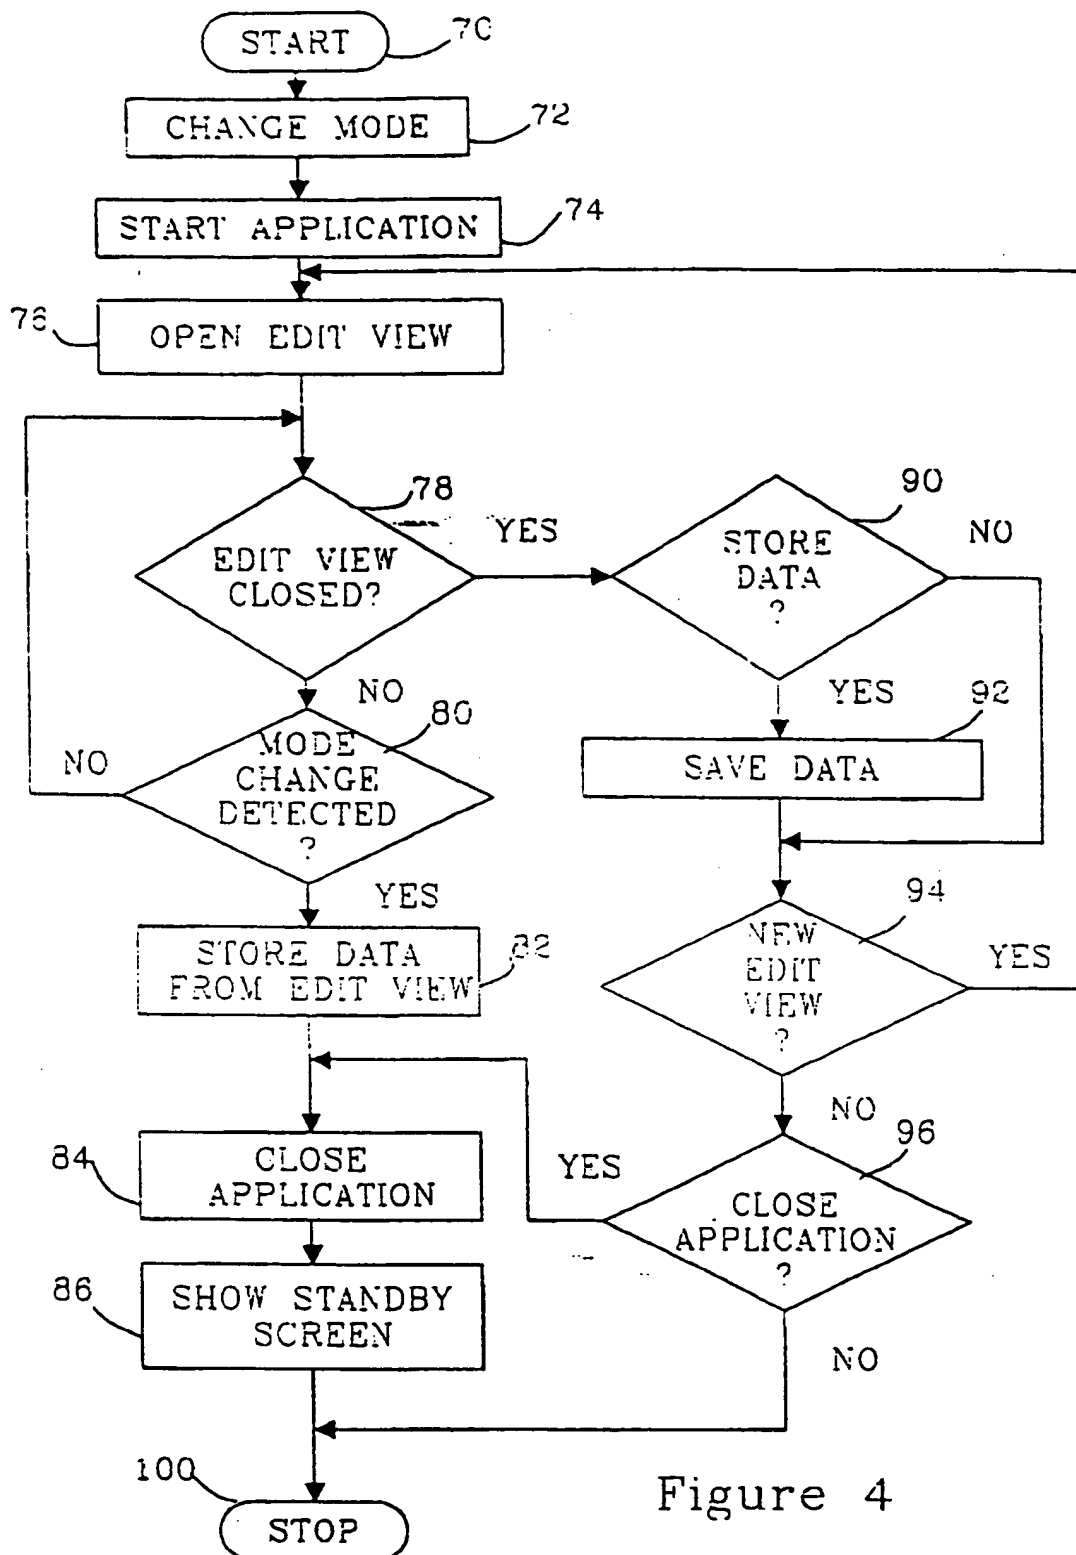 START
70
CHANGE MODE
72
START APPLICATION
74
76
OPEN EDIT VIEW
78
EDIT VIEW
CLOSED?
YES
90
STORE
DATA
?
NO
NO
80
MODE
CHANGE
DETECTED
?
NO
YES
92
SAVE DATA
YES
82
STORE DATA
FROM EDIT VIEW
94
NEW
EDIT
VIEW
?
YES
NO
84
CLOSE
APPLICATION
YES
96
CLOSE
APPLICATION
?
86
SHOW STANDBY
SCREEN
NO
100
STOP
Figure 4